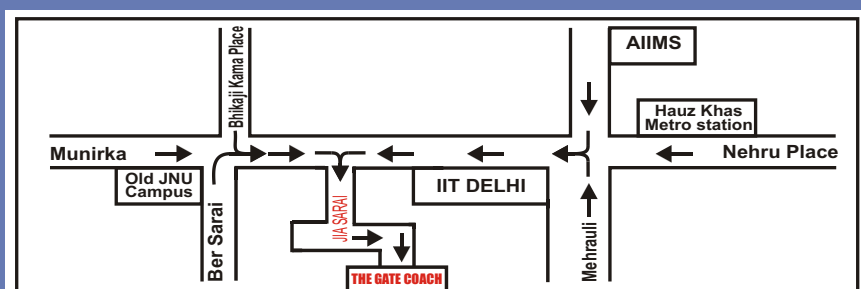 AIIMS
Bhikaji Kama Place
Hauz Khas
Metro station
Munirka
Nehru Place
Old JNU
Campus
IIT DELHI
Ber Sarai
JIA SARAI
Mehrauli
THE GATE COACH